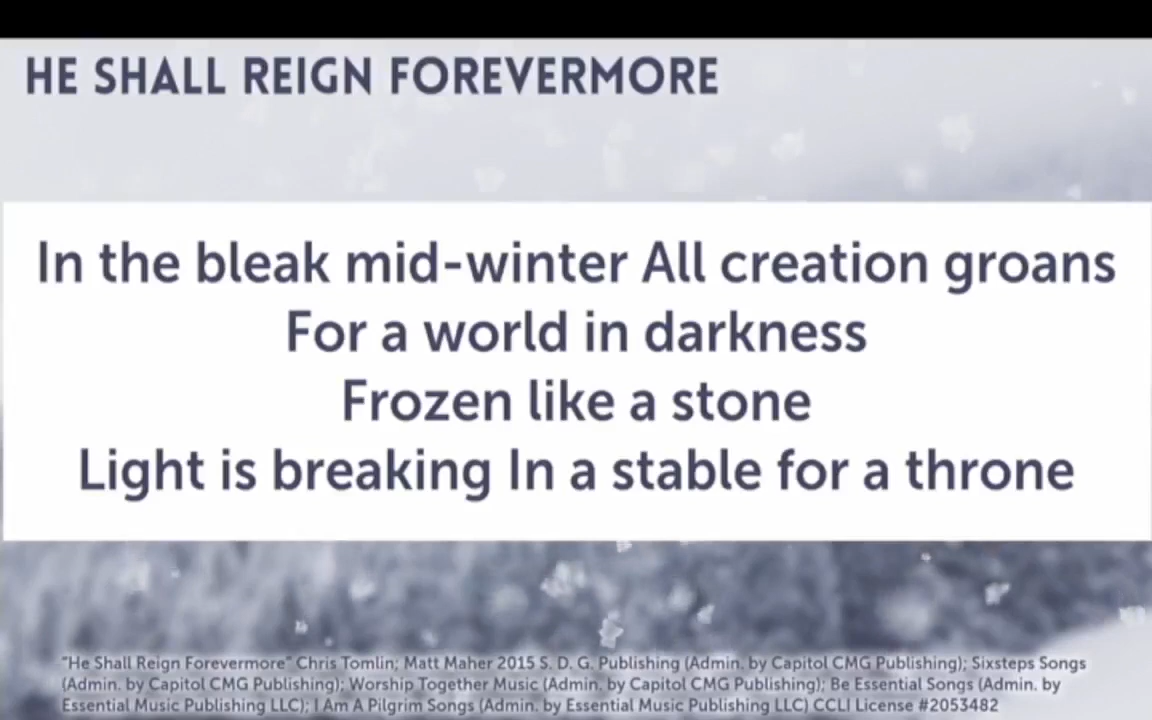 HE SHALL REIGN FOREVERMORE
In the bleak mid-winter All creation groans
For a world in darkness
Frozen like a stone
Light is breaking In a stable for a throne
"He Shall Reign Forevermore" Chris Tomlin; Matt Maher 2015 S. D. G. Publishing (Admin. by Capitol CMG Publishing); Sixsteps Songs
(Admin. by Capitol CMG Publishing); Worship Together Music (Admin. by Capitol CMG Publishing); Be Essential Songs (Admin. by
Essential Music Publishing LLC); I Am A Pilgrim Songs (Admin. by Essential Music Publishing LLC) CCLI License #2053482